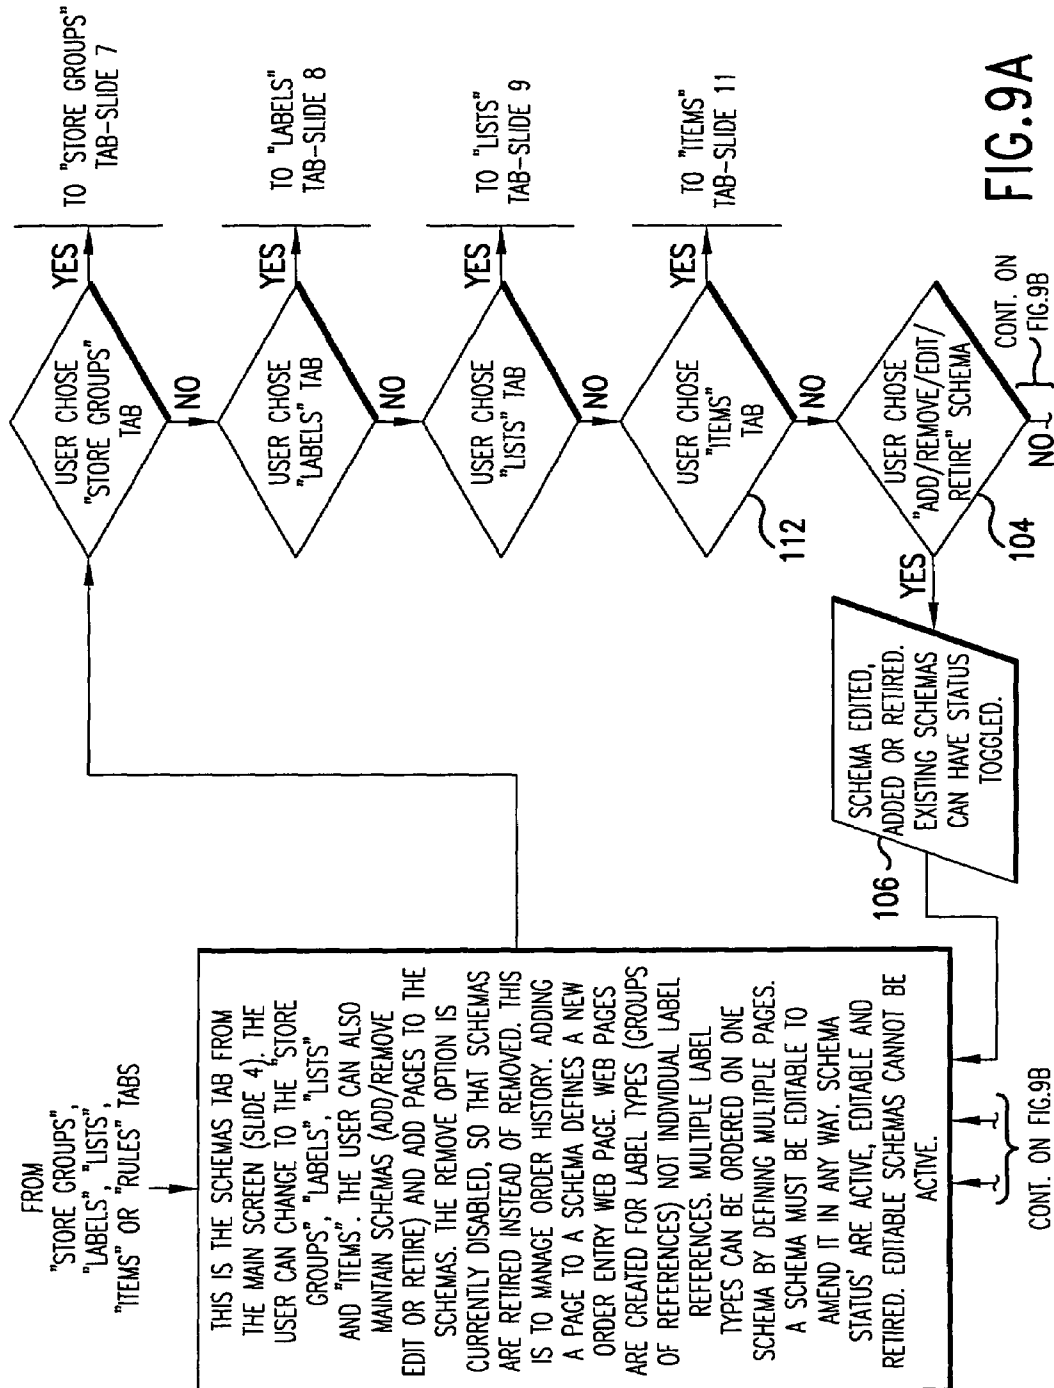 FROM
"STORE GROUPS",
"LABELS", "LISTS",
"ITEMS" OR "RULES" TABS
THIS IS THE SCHEMAS TAB FROM
THE MAIN SCREEN (SLIDE 4). THE
USER CAN CHANGE TO THE "STORE
GROUPS", "LABELS", "LISTS"
AND "ITEMS". THE USER CAN ALSO
MAINTAIN SCHEMAS (ADD/REMOVE
EDIT OR RETIRE) AND ADD PAGES TO THE
SCHEMAS. THE REMOVE OPTION IS
CURRENTLY DISABLED, SO THAT SCHEMAS
ARE RETIRED INSTEAD OF REMOVED. THIS
IS TO MANAGE ORDER HISTORY. ADDING
A PAGE TO A SCHEMA DEFINES A NEW
ORDER ENTRY WEB PAGE. WEB PAGES
ARE CREATED FOR LABEL TYPES (GROUPS
OF REFERENCES) NOT INDIVIDUAL LABEL
REFERENCES. MULTIPLE LABEL
TYPES CAN BE ORDERED ON ONE
SCHEMA BY DEFINING MULTIPLE PAGES.
A SCHEMA MUST BE EDITABLE TO
AMEND IT IN ANY WAY. SCHEMA
STATUS' ARE ACTIVE, EDITABLE AND
RETIRED. EDITABLE SCHEMAS CANNOT BE
ACTIVE.
CONT. ON FIG.9B
USER CHOSE
"STORE GROUPS"
TAB
YES
TO "STORE GROUPS"
TAB-SLIDE 7
NO
USER CHOSE
"LABELS" TAB
YES
TO "LABELS"
TAB-SLIDE 8
NO
USER CHOSE
"LISTS" TAB
YES
TO "LISTS"
TAB-SLIDE 9
NO
USER CHOSE
"ITEMS"
TAB
112
YES
TO "ITEMS"
TAB-SLIDE 11
NO
USER CHOSE
"ADD/REMOVE/EDIT/
RETIRE" SCHEMA
104
YES
SCHEMA EDITED,
ADDED OR RETIRED.
EXISTING SCHEMAS
CAN HAVE STATUS
TOGGLED.
106
NO
CONT. ON
FIG.9B
FIG.9A